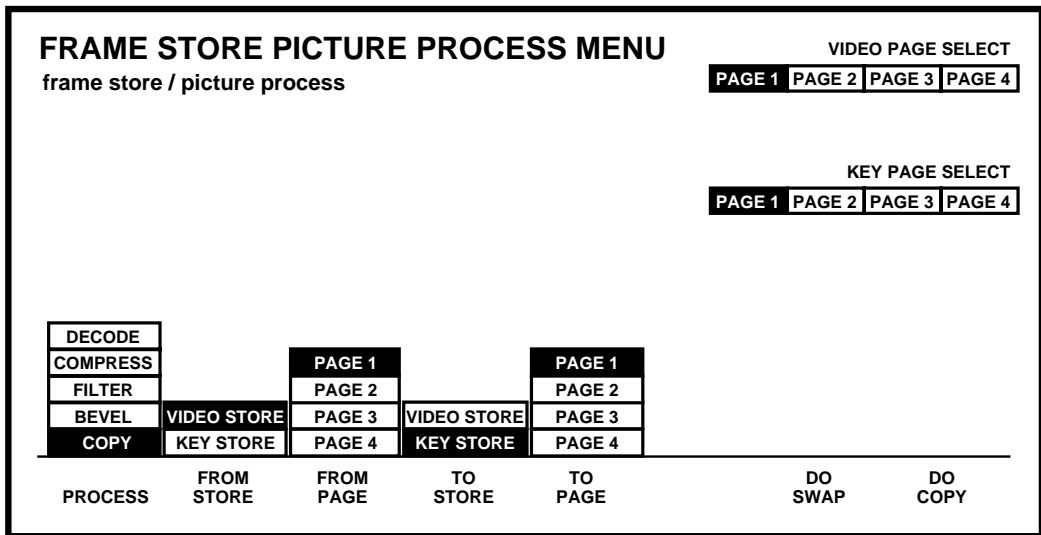 FRAME STORE PICTURE PROCESS MENU
frame store / picture process
VIDEO PAGE SELECT
PAGE 1 PAGE 2 PAGE 3 PAGE 4
KEY PAGE SELECT
PAGE 1 PAGE 2 PAGE 3 PAGE 4
DECODE
COMPRESS PAGE 1 PAGE 1
FILTER PAGE 2 PAGE 2
BEVEL VIDEO STORE PAGE 3 VIDEO STORE PAGE 3
COPY KEY STORE PAGE 4 KEY STORE PAGE 4
PROCESS
FROM
STORE
FROM
PAGE
TO
STORE
TO
PAGE
DO
SWAP
DO
COPY